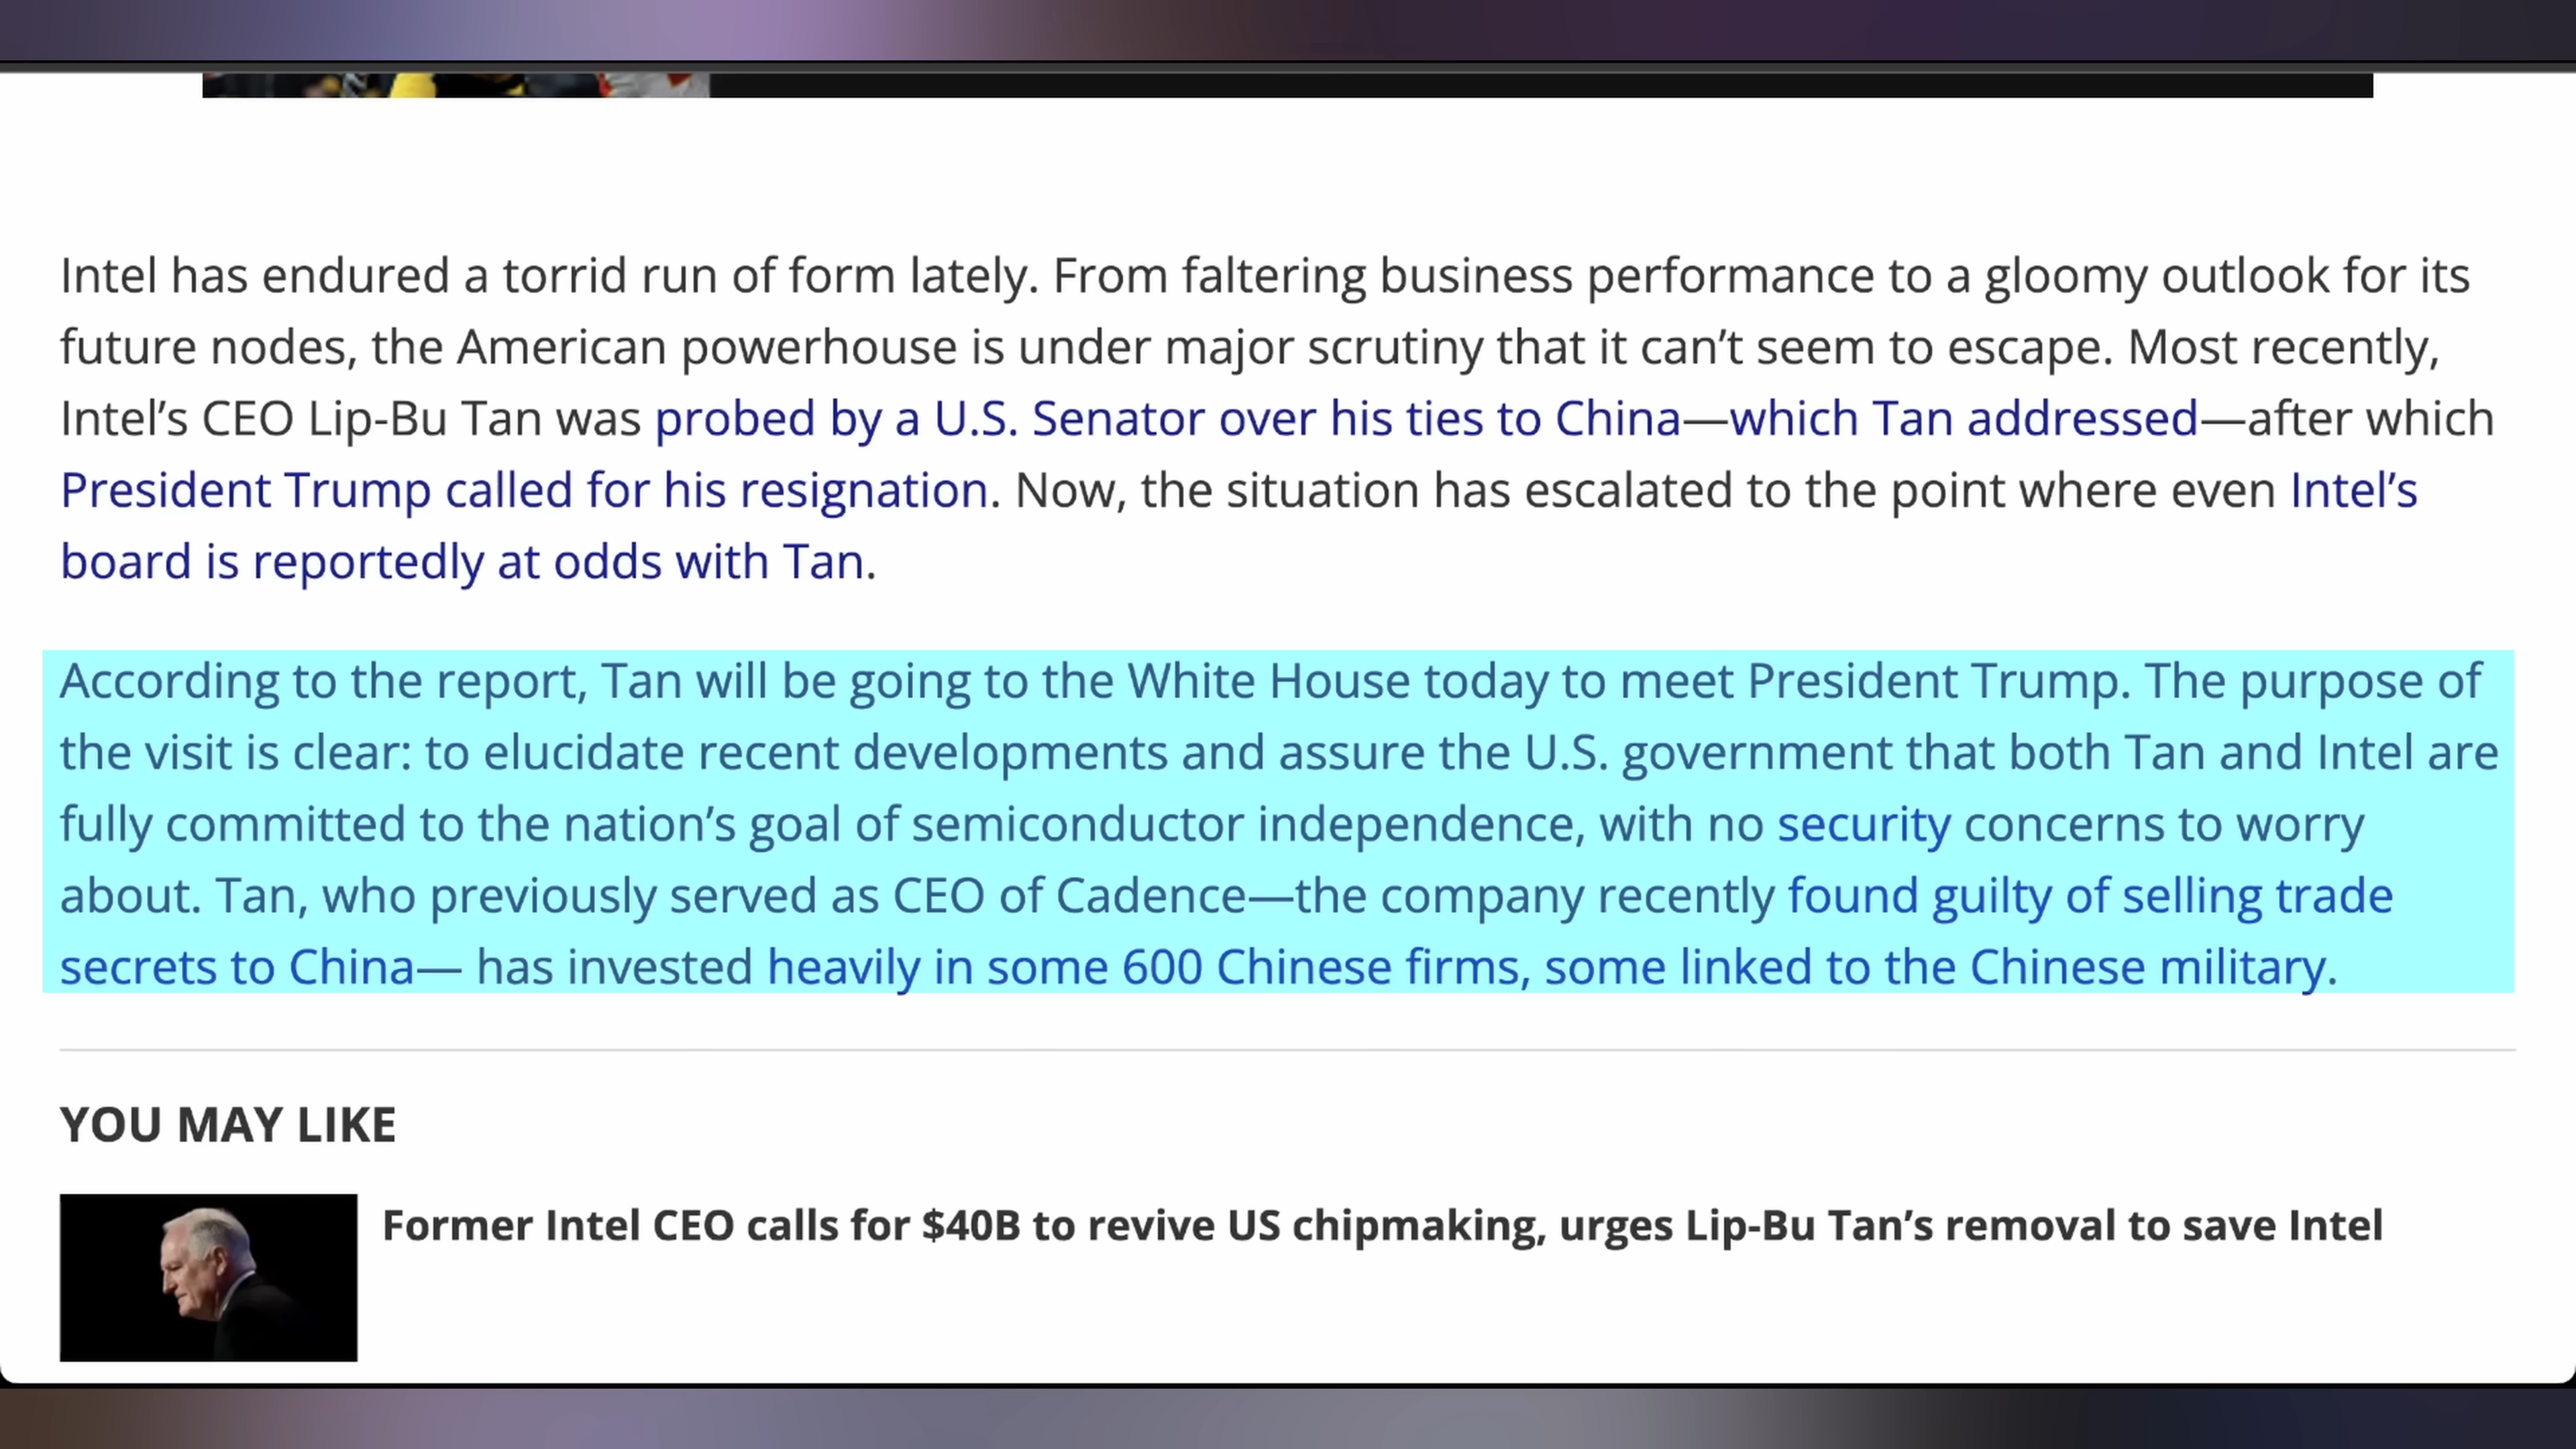 Intel has endured a torrid run of form lately. From faltering business performance to a gloomy outlook for its
future nodes, the American powerhouse is under major scrutiny that it can’t seem to escape. Most recently,
Intel’s CEO Lip-Bu Tan was probed by a U.S. Senator over his ties to China—which Tan addressed—after which
President Trump called for his resignation. Now, the situation has escalated to the point where even Intel’s
board is reportedly at odds with Tan.
According to the report, Tan will be going to the White House today to meet President Trump. The purpose of
the visit is clear: to elucidate recent developments and assure the U.S. government that both Tan and Intel are
fully committed to the nation’s goal of semiconductor independence, with no security concerns to worry
about. Tan, who previously served as CEO of Cadence—the company recently found guilty of selling trade
secrets to China— has invested heavily in some 600 Chinese firms, some linked to the Chinese military.
YOU MAY LIKE
Former Intel CEO calls for $40B to revive US chipmaking, urges Lip-Bu Tan’s removal to save Intel